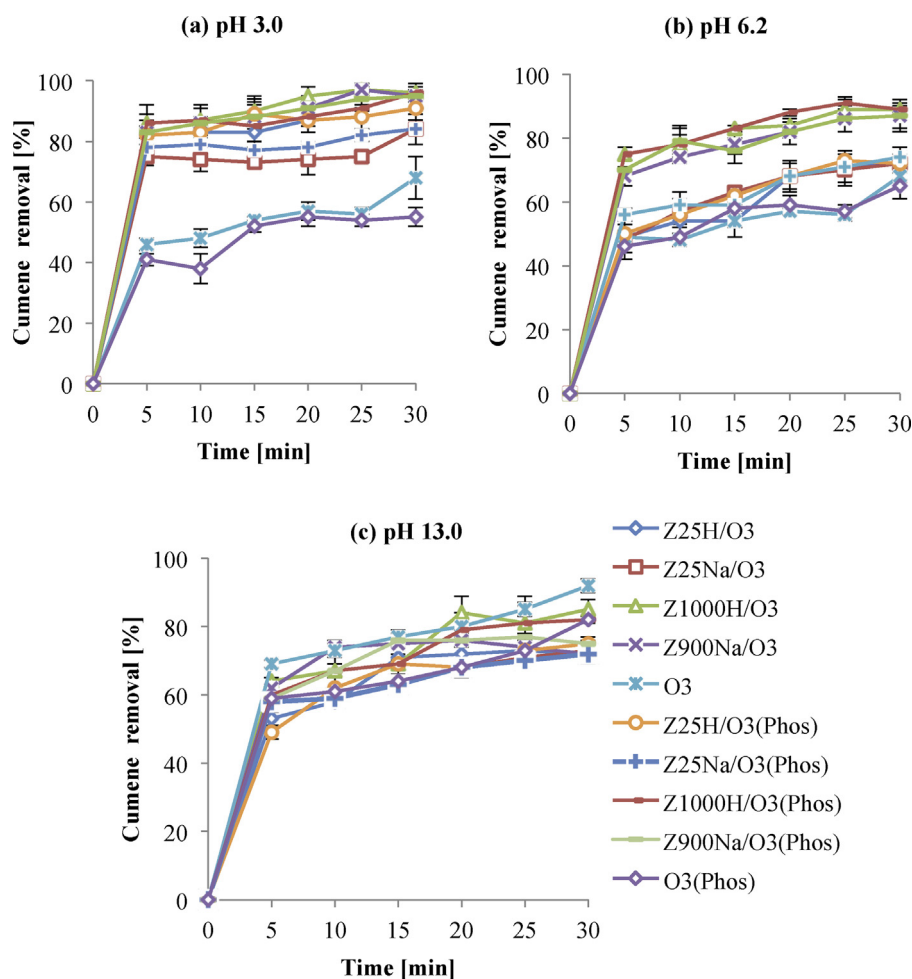 (a) pH 3.0
Cumene removal [%]
100
80
60
40
20
0
0 5 10 15 20 25 30
Time [min]
(b) pH 6.2
Cumene removal [%]
100
80
60
40
20
0
0 5 10 15 20 25 30
Time [min]
(c) pH 13.0
Cumene removal [%]
100
80
60
40
20
0
0 5 10 15 20 25 30
Time [min]
Z25H/O3
Z25Na/O3
Z1000H/O3
Z900Na/O3
O3
Z25H/O3(Phos)
Z25Na/O3(Phos)
Z1000H/O3(Phos)
Z900Na/O3(Phos)
O3(Phos)